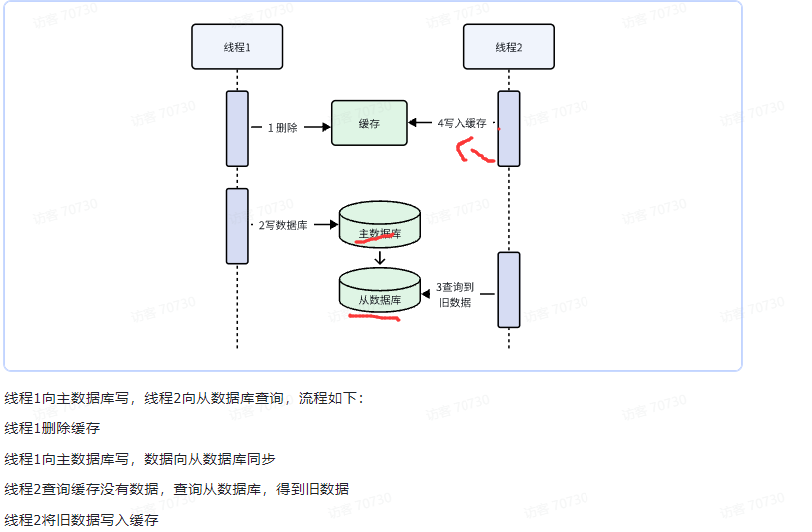 线程1
线程2
1 删除
缓存
4写入缓存
2写数据库
主数据库
3查询到
旧数据
从数据库
线程1向主数据库写，线程2向从数据库查询，流程如下：
线程1删除缓存
线程1向主数据库写，数据向从数据库同步
线程2查询缓存没有数据，查询从数据库，得到旧数据
线程2将旧数据写入缓存
访客 70730